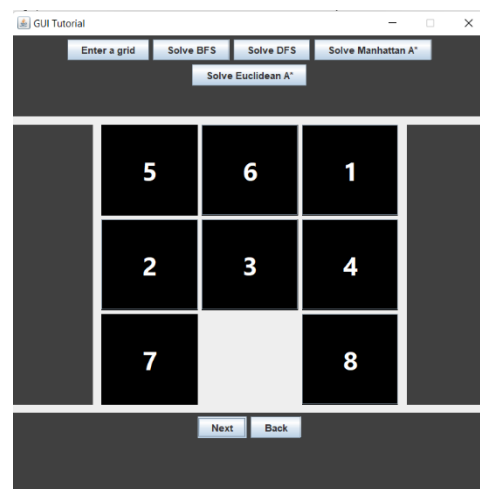 GUI Tutorial
Enter a grid Solve BFS Solve DFS Solve Manhattan A*
Solve Euclidean A*
5 6 1
2 3 4
7 8
Next Back